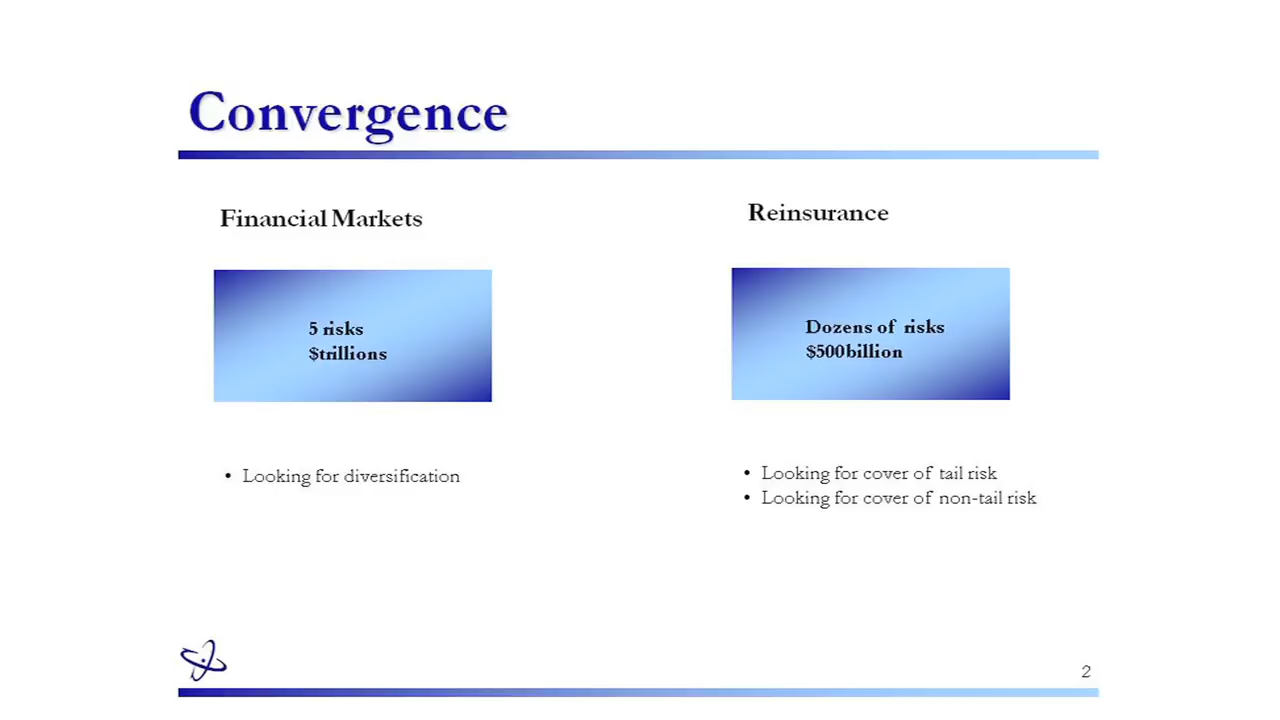 Convergence
Financial Markets
5 risks
$trillions
• Looking for diversification
Reinsurance
Dozens of risks
$500billion
• Looking for cover of tail risk
• Looking for cover of non-tail risk
2